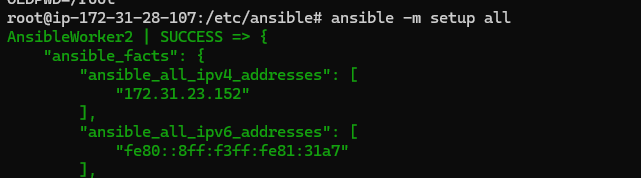 OLDPWD=/root
root@ip-172-31-28-107:/etc/ansible# ansible -m setup all
AnsibleWorker2 | SUCCESS => {
    "ansible_facts": {
        "ansible_all_ipv4_addresses": [
            "172.31.23.152"
        ],
        "ansible_all_ipv6_addresses": [
            "fe80::8ff:f3ff:fe81:31a7"
        ],